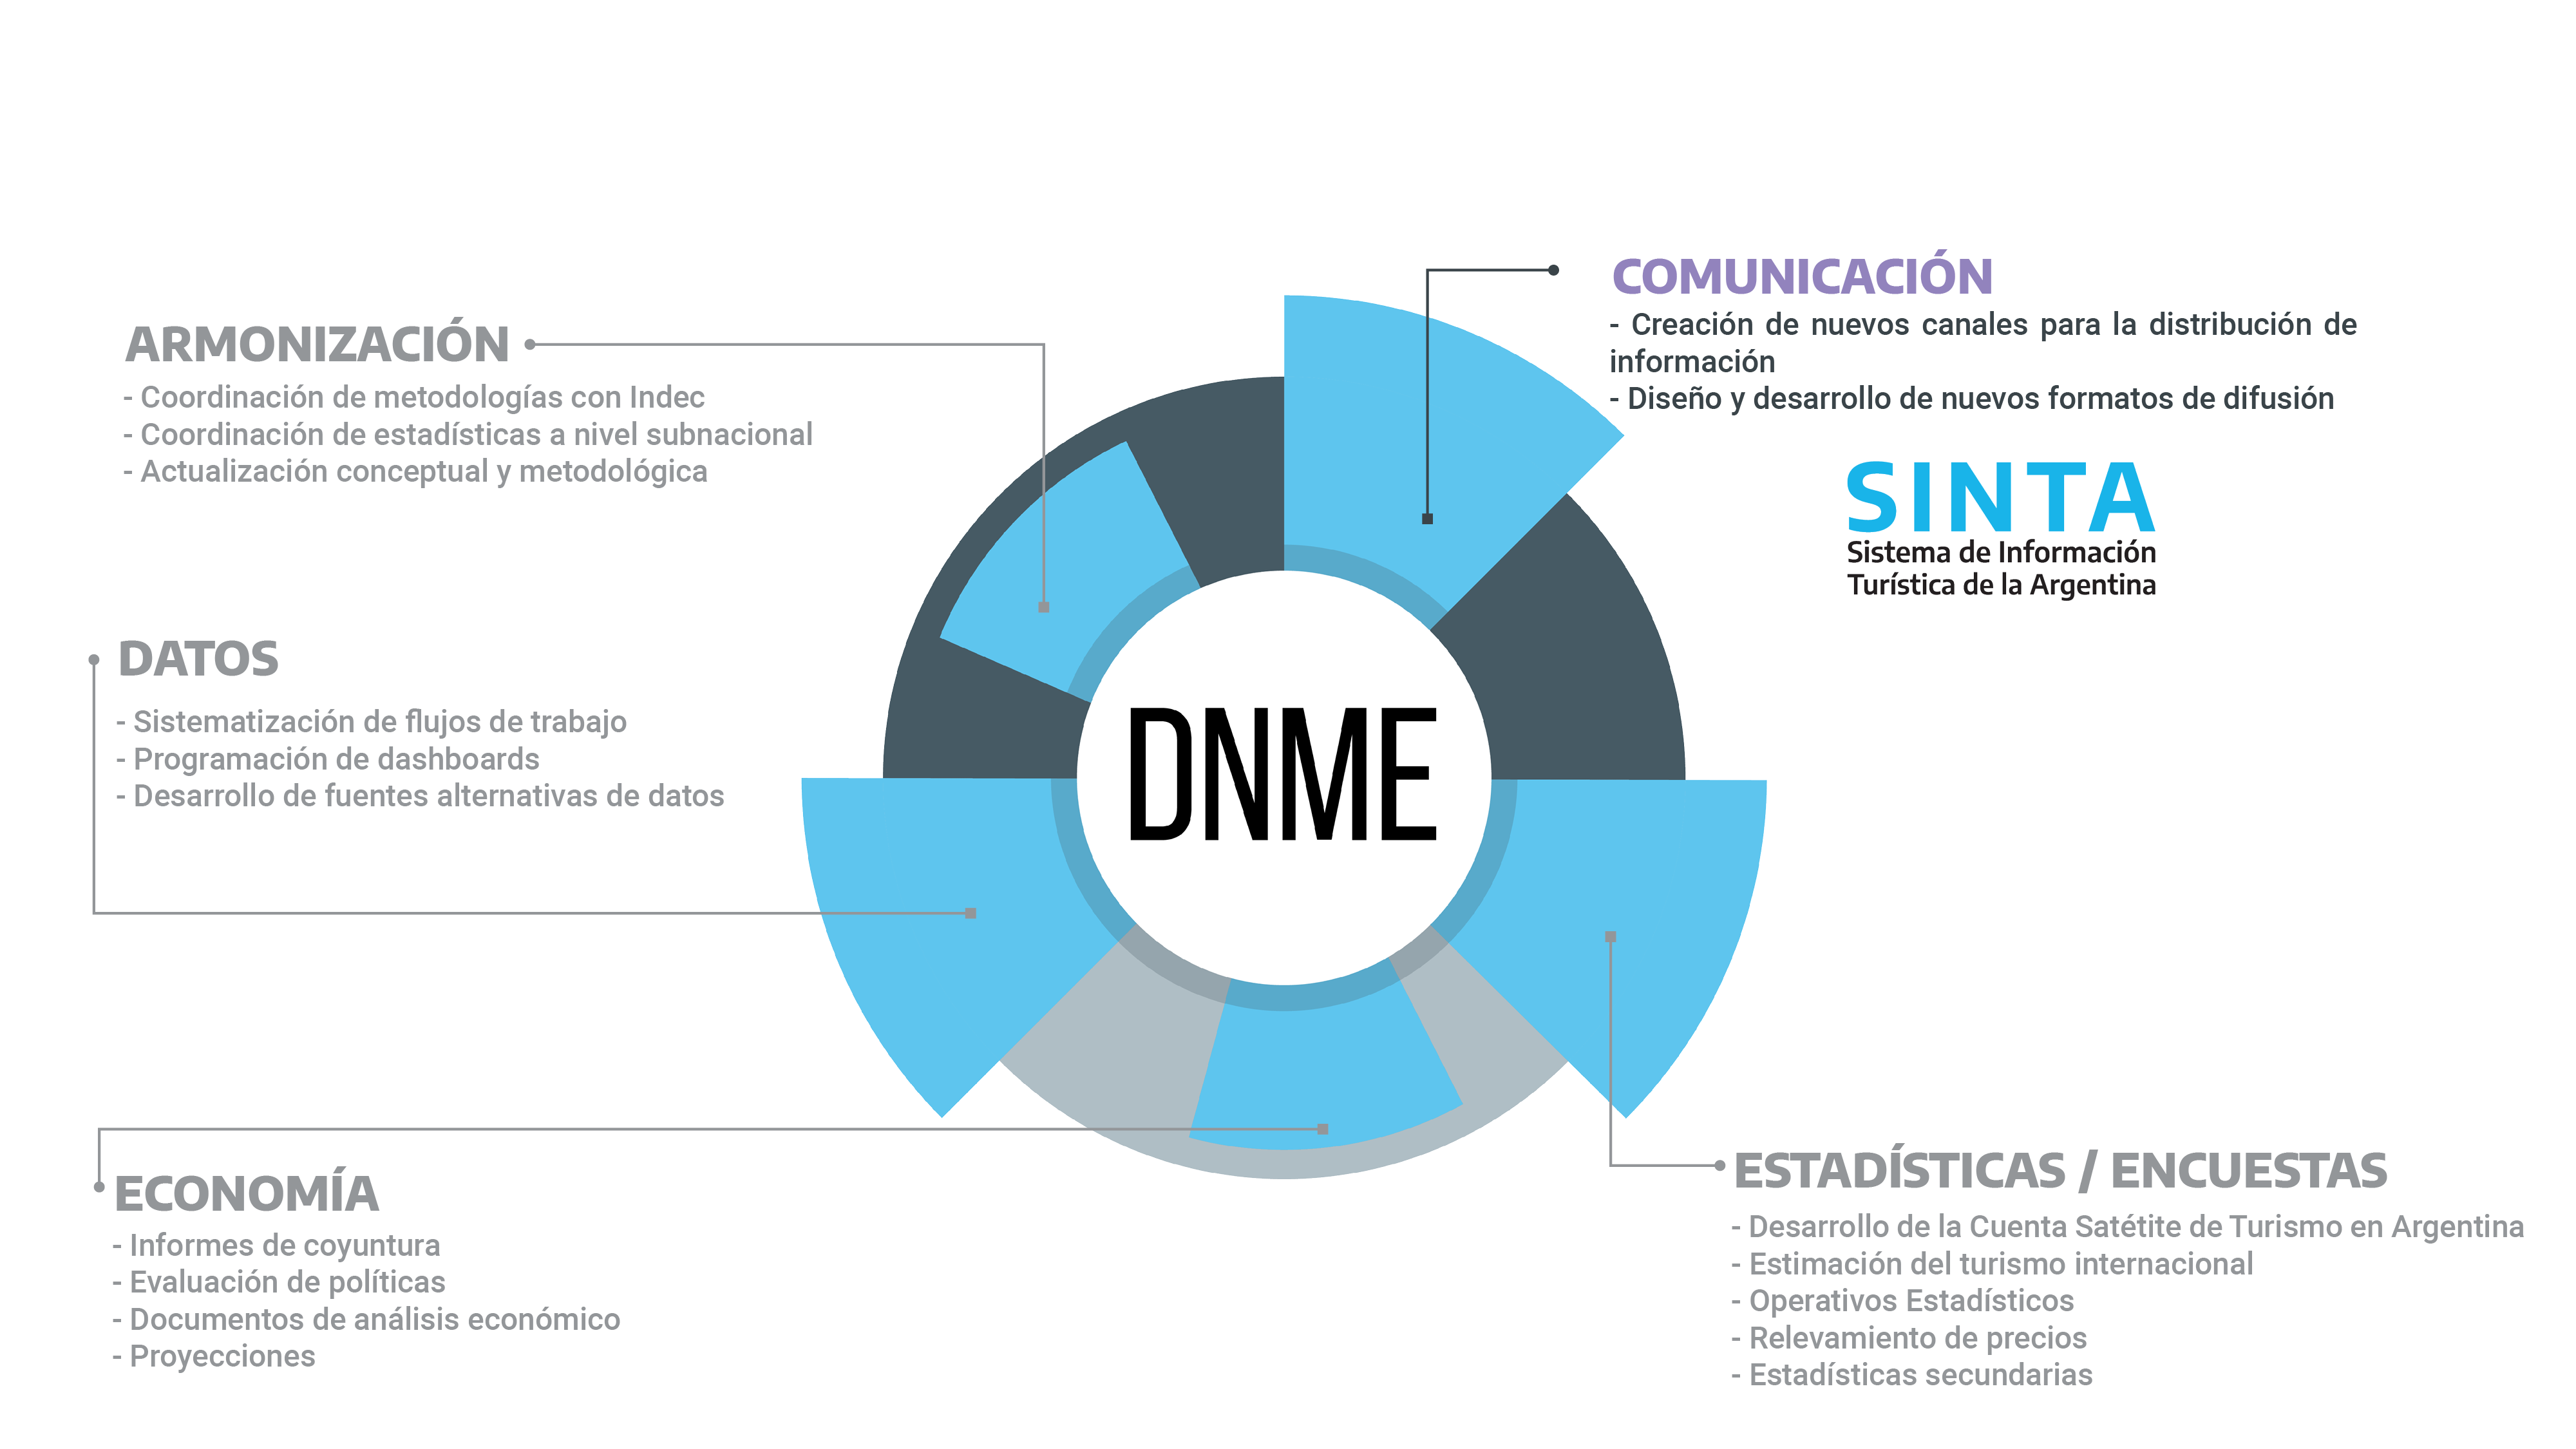 ARMONIZACIÓN
- Coordinación de metodologías con Indec
- Coordinación de estadísticas a nivel subnacional
- Actualización conceptual y metodológica
DATOS
- Sistematización de flujos de trabajo
- Programación de dashboards
- Desarrollo de fuentes alternativas de datos
ECONOMÍA
- Informes de coyuntura
- Evaluación de políticas
- Documentos de análisis económico
- Proyecciones
DNME
COMUNICACIÓN
- Creación de nuevos canales para la distribución de
información
- Diseño y desarrollo de nuevos formatos de difusión
SINTA
Sistema de Información
Turística de la Argentina
ESTADÍSTICAS / ENCUESTAS
- Desarrollo de la Cuenta Satétite de Turismo en Argentina
- Estimación del turismo internacional
- Operativos Estadísticos
- Relevamiento de precios
- Estadísticas secundarias